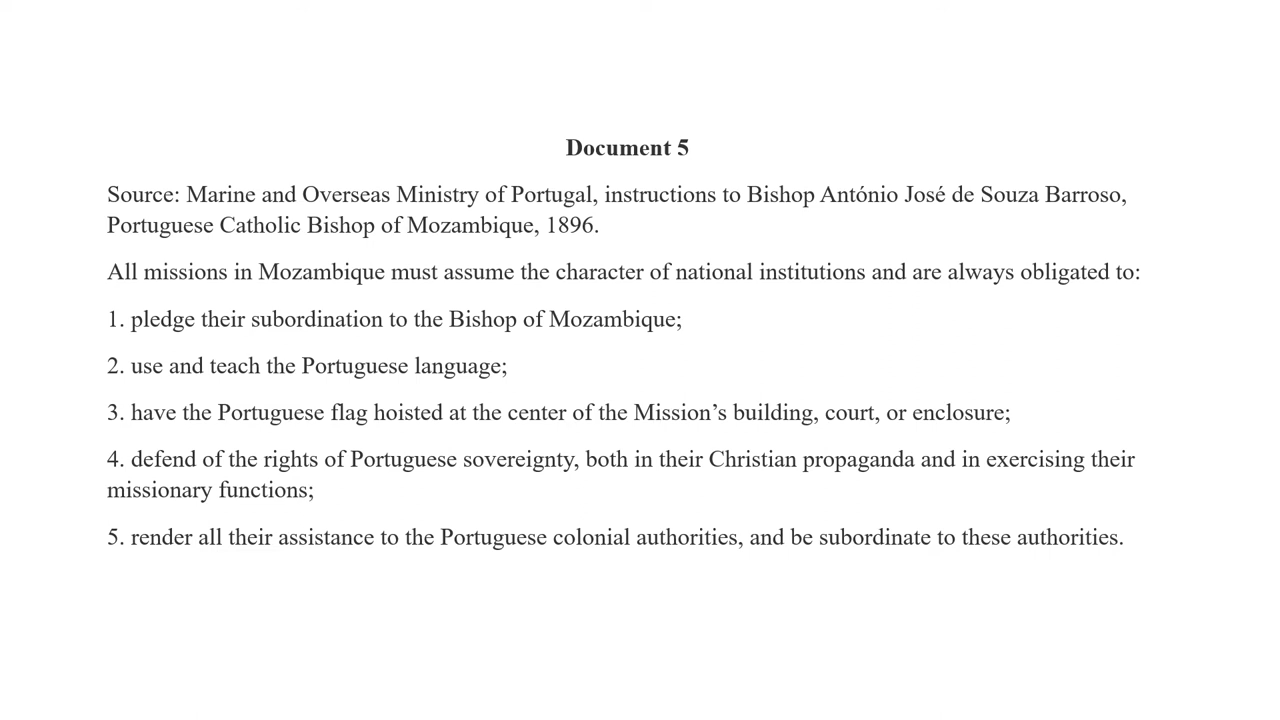 Document 5
Source: Marine and Overseas Ministry of Portugal, instructions to Bishop António José de Souza Barroso,
Portuguese Catholic Bishop of Mozambique, 1896.
All missions in Mozambique must assume the character of national institutions and are always obligated to:
1. pledge their subordination to the Bishop of Mozambique;
2. use and teach the Portuguese language;
3. have the Portuguese flag hoisted at the center of the Mission’s building, court, or enclosure;
4. defend of the rights of Portuguese sovereignty, both in their Christian propaganda and in exercising their
missionary functions;
5. render all their assistance to the Portuguese colonial authorities, and be subordinate to these authorities.